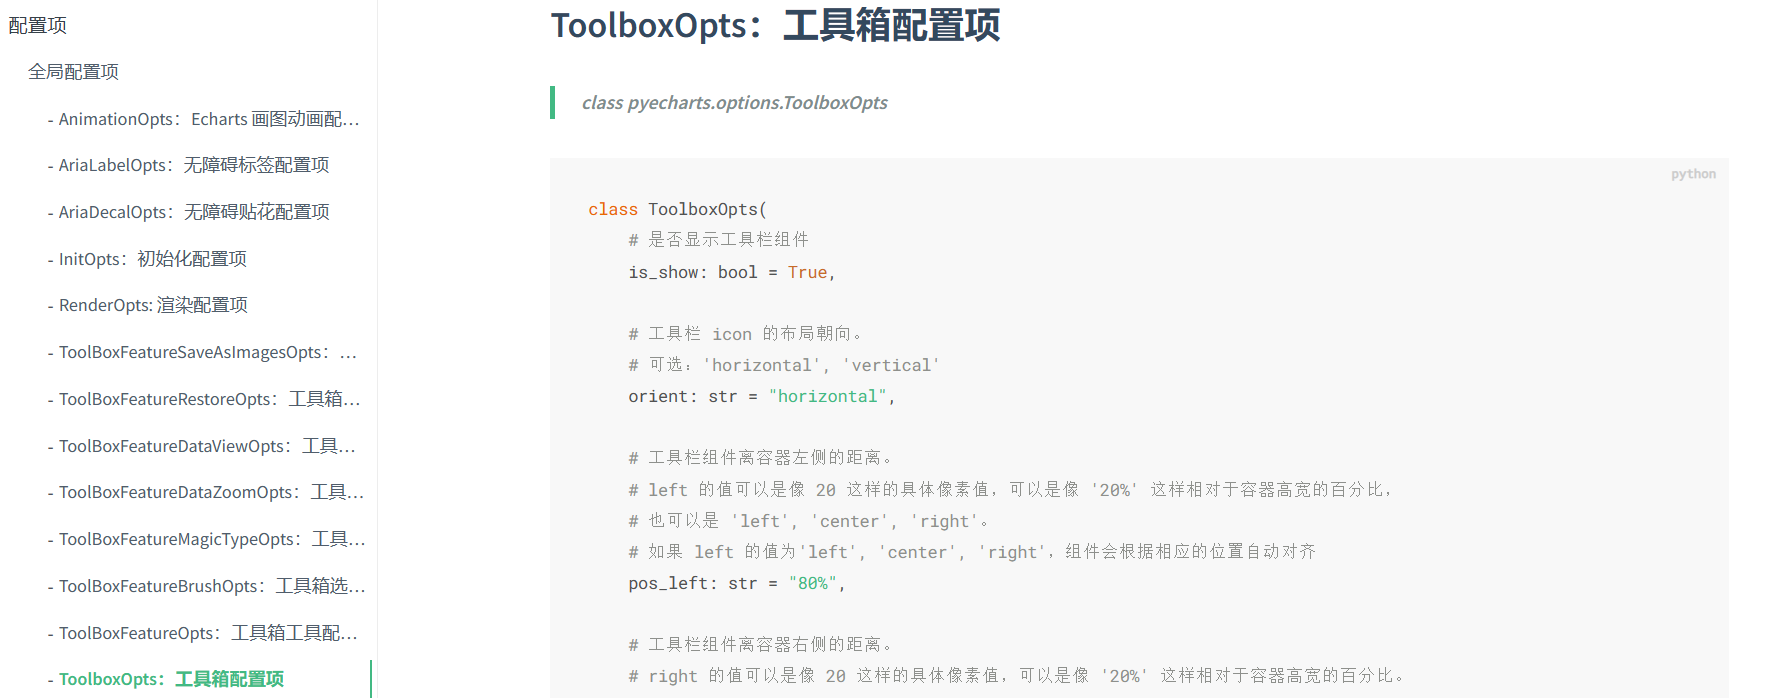 配置项
全局配置项
- AnimationOpts：Echarts 画图动画配…
- AriaLabelOpts：无障碍标签配置项
- AriaDecalOpts：无障碍贴花配置项
- InitOpts：初始化配置项
- RenderOpts: 渲染配置项
- ToolBoxFeatureSaveAsImagesOpts：…
- ToolBoxFeatureRestoreOpts：工具箱…
- ToolBoxFeatureDataViewOpts：工具…
- ToolBoxFeatureDataZoomOpts：工具…
- ToolBoxFeatureMagicTypeOpts：工具…
- ToolBoxFeatureBrushOpts：工具箱选…
- ToolBoxFeatureOpts：工具箱工具配…
- ToolboxOpts：工具箱配置项
ToolboxOpts：工具箱配置项
class pyecharts.options.ToolboxOpts
python
class ToolboxOpts(
# 是否显示工具栏组件
is_show: bool = True,
# 工具栏 icon 的布局朝向。
# 可选：'horizontal', 'vertical'
orient: str = "horizontal",
# 工具栏组件离容器左侧的距离。
# left 的值可以是像 20 这样的具体像素值，可以是像 '20%' 这样相对于容器高宽的百分比，
# 也可以是 'left', 'center', 'right'。
# 如果 left 的值为'left', 'center', 'right'，组件会根据相应的位置自动对齐
pos_left: str = "80%",
# 工具栏组件离容器右侧的距离。
# right 的值可以是像 20 这样的具体像素值，可以是像 '20%' 这样相对于容器高宽的百分比。